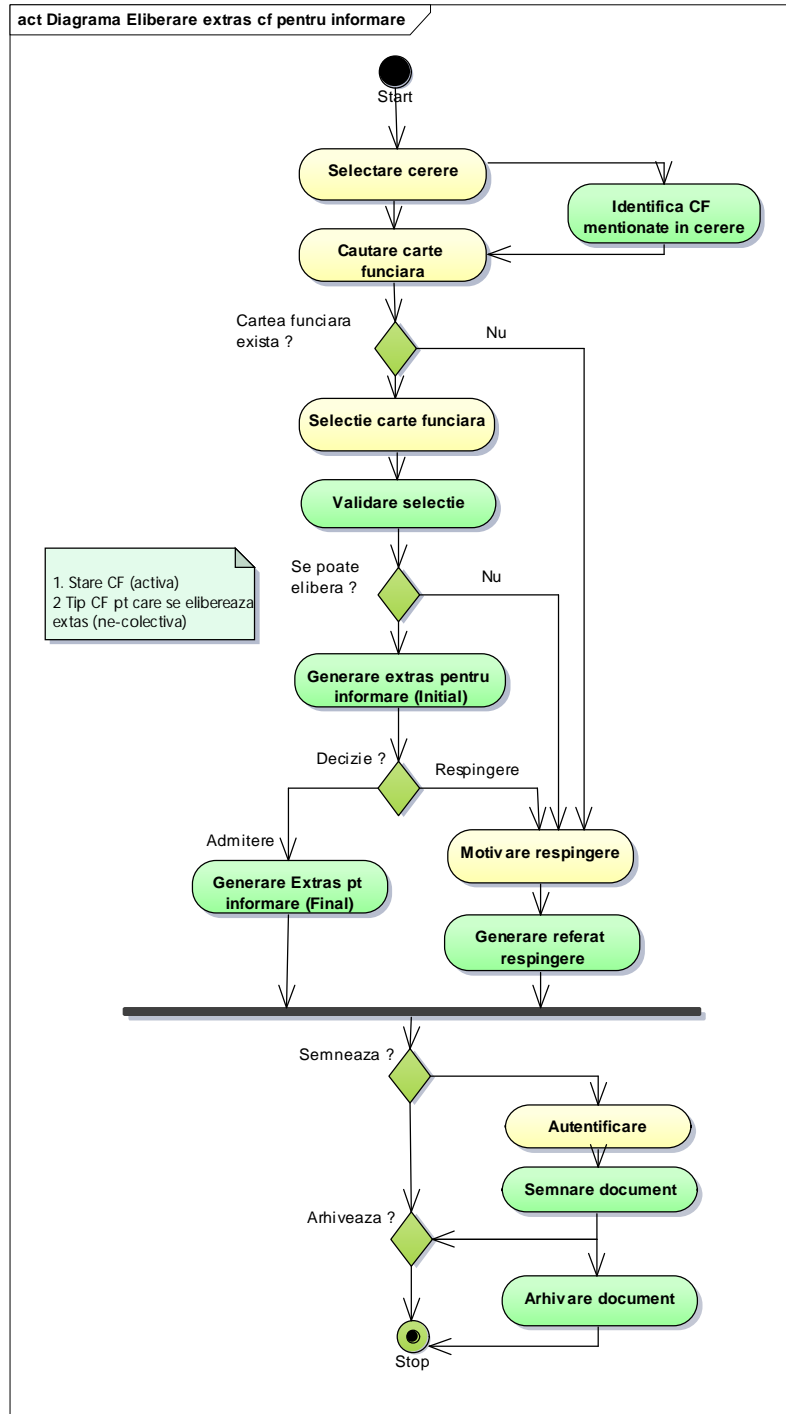 act Diagrama Eliberare extras cf pentru informare
Start
Selectare cerere
Identifica CF
mentionate in cerere
Cautare carte
funciara
Cartea funciara
exista ?
Nu
Selectie carte funciara
Validare selectie
1. Stare CF (activa)
2 Tip CF pt care se elibereaza
extas (ne-colectiva)
Se poate
elibera ?
Nu
Generare extras pentru
informare (Initial)
Decizie ?
Respingere
Admitere
Motivare respingere
Generare Extras pt
informare (Final)
Generare referat
respingere
Semneaza ?
Autentificare
Semnare document
Arhiveaza ?
Arhivare document
Stop